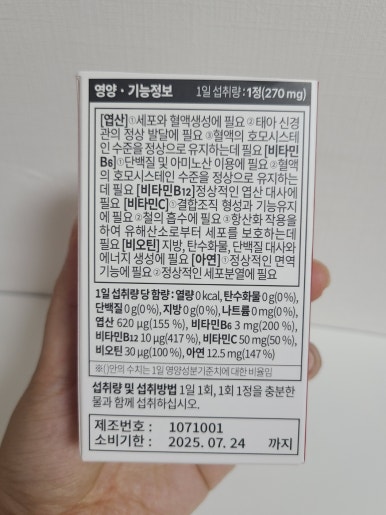 영양 · 기능정보 1일 섭취량 : 1정(270 mg)
[엽산]①세포와 혈액생성에 필요 ②태아 신경
관의 정상 발달에 필요 ③혈액의 호모시스테
인 수준을 정상으로 유지하는데 필요 [비타민
B6]①단백질 및 아미노산 이용에 필요 ②혈액
의 호모시스테인 수준을 정상으로 유지하는
데 필요 [비타민B12]정상적인 엽산 대사에
필요 [비타민C]①결합조직 형성과 기능유지
에 필요 ②철의 흡수에 필요 ③항산화 작용을
하여 유해산소로부터 세포를 보호하는데
필요 [비오틴] 지방, 탄수화물, 단백질 대사와
에너지 생성에 필요 [아연] ①정상적인 면역
기능에 필요 ②정상적인 세포분열에 필요
1일 섭취량 당 함량 : 열량 0 kcal, 탄수화물 0 g(0 %),
단백질 0 g(0 %), 지방 0 g(0 %), 나트륨 0 mg(0 %),
엽산 620 µg(155 %), 비타민B6 3 mg(200 %),
비타민B12 10 µg(417 %), 비타민C 50 mg(50 %),
비오틴 30 µg(100 %), 아연 12.5 mg(147 %)
※( )안의 수치는 1일 영양성분기준치에 대한 비율임
섭취량 및 섭취방법 1일 1회, 1회 1정을 충분한
물과 함께 섭취하십시오.
제조번호 : 1071001
소비기한 : 2025. 07. 24 까지